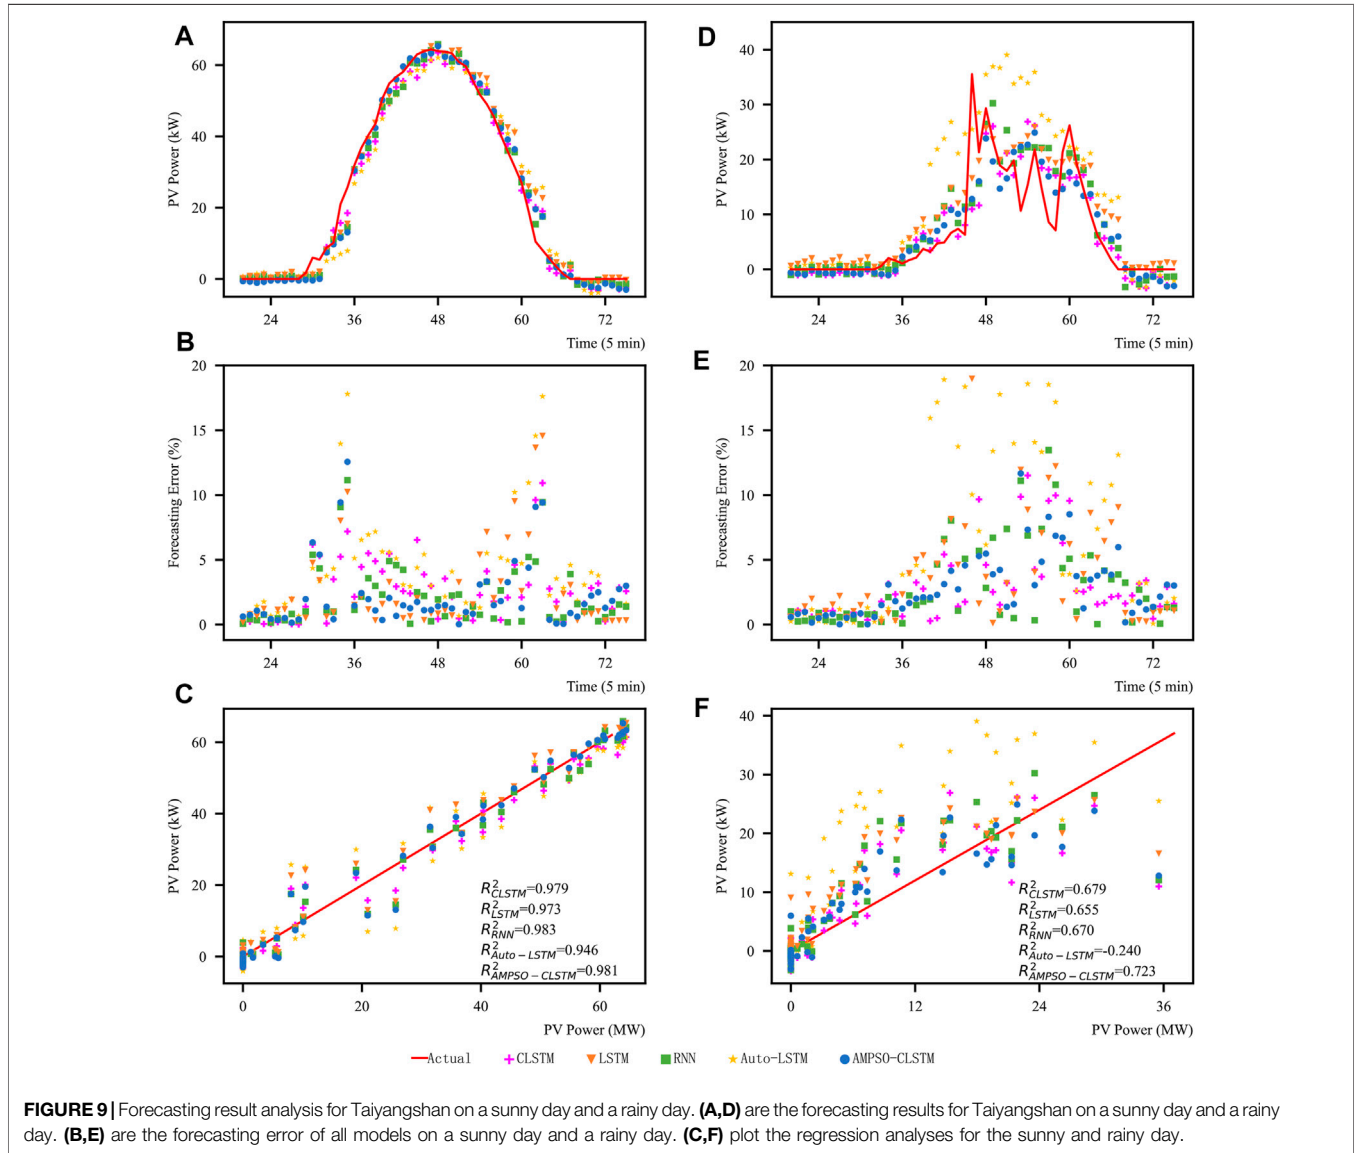 A
PV Power (kW)
60
40
20
0
24 36 48 60 72
Time (5 min)
D
PV Power (kW)
40
30
20
10
0
24 36 48 60 72
Time (5 min)
B
Forecasting Error (%)
20
15
10
5
0
24 36 48 60 72
Time (5 min)
E
Forecasting Error (%)
20
15
10
5
0
24 36 48 60 72
Time (5 min)
C
PV Power (kW)
60
40
20
0
R²CLSTM=0.979
R²LSTM=0.973
R²RNN=0.983
R²Auto−LSTM=0.946
R²AMPSO−CLSTM=0.981
0 20 40 60
PV Power (MW)
F
PV Power (kW)
40
30
20
10
0
R²CLSTM=0.679
R²LSTM=0.655
R²RNN=0.670
R²Auto−LSTM=-0.240
R²AMPSO−CLSTM=0.723
0 12 24 36
PV Power (MW)
Actual CLSTM LSTM RNN Auto-LSTM AMPSO-CLSTM
FIGURE 9 | Forecasting result analysis for Taiyangshan on a sunny day and a rainy day. (A,D) are the forecasting results for Taiyangshan on a sunny day and a rainy
day. (B,E) are the forecasting error of all models on a sunny day and a rainy day. (C,F) plot the regression analyses for the sunny and rainy day.